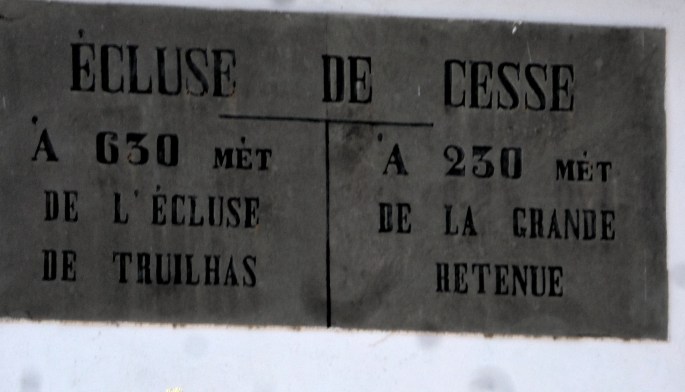 ÉCLUSE DE CESSE
À 630 MÈT
DE L'ÉCLUSE
DE TRUILHAS
À 230 MÈT
DE LA GRANDE
RETENUE